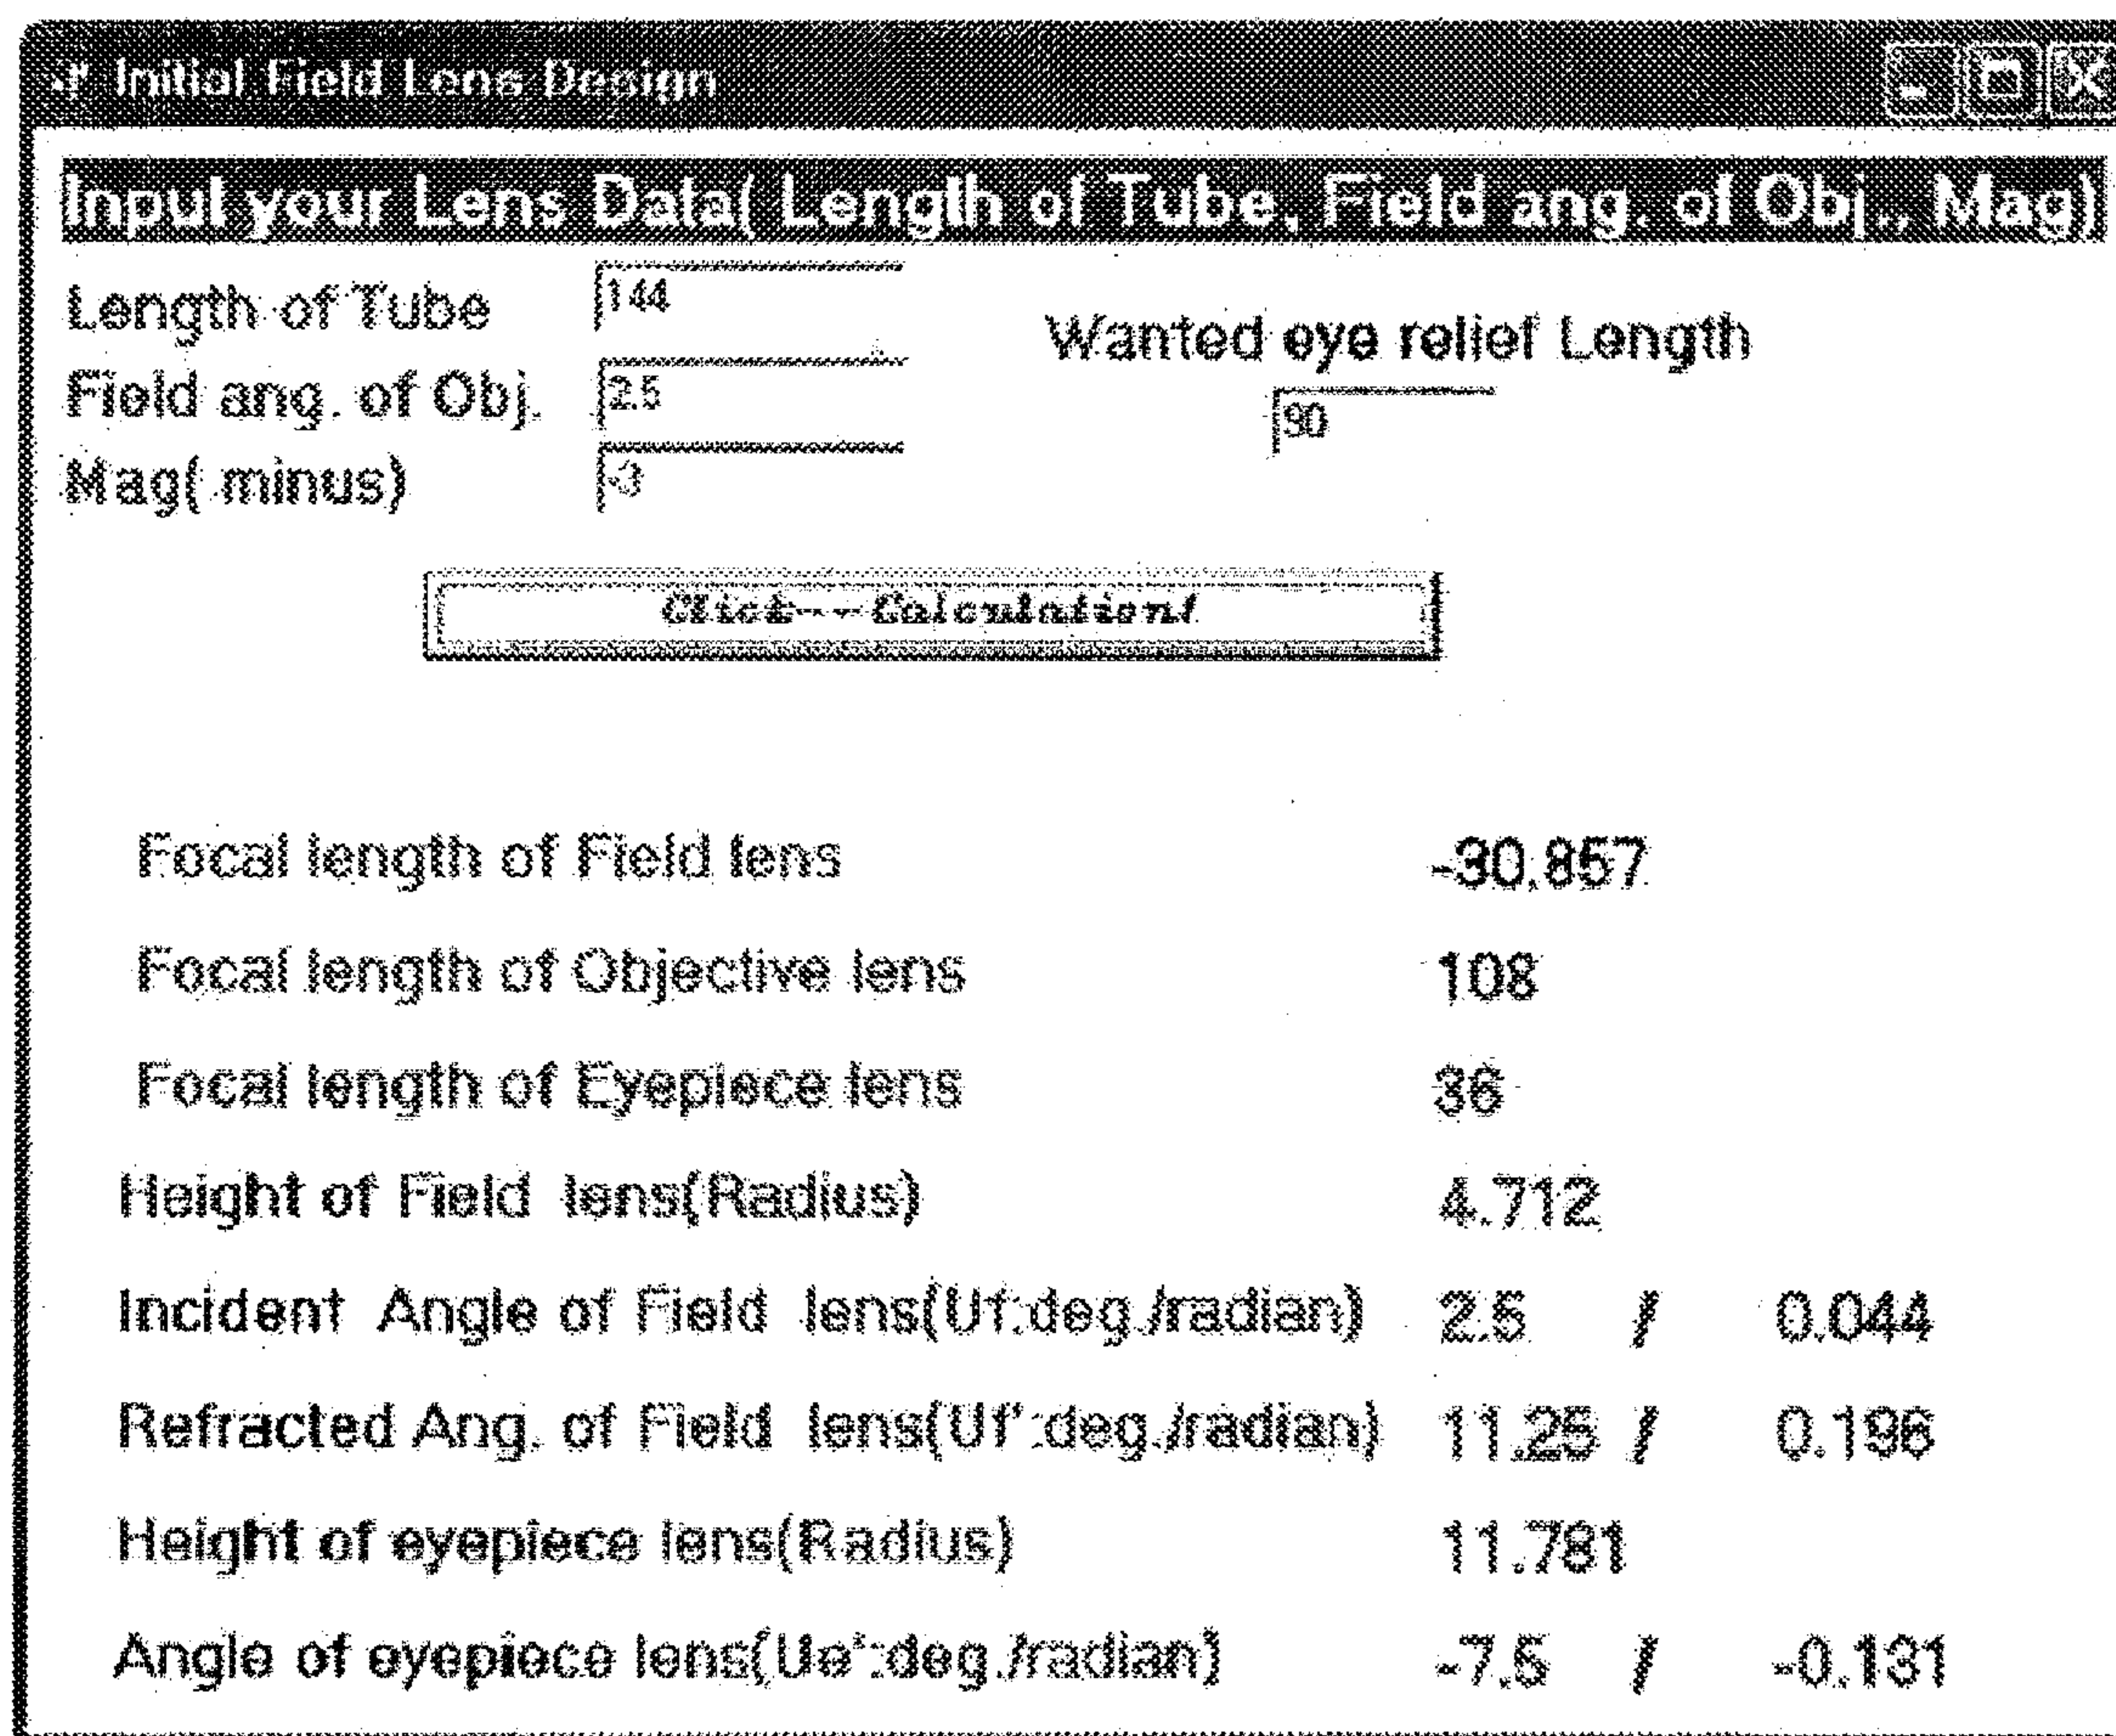 Initial Field Lens Design
Input your Lens Data( Length of Tube, Field ang. of Obj., Mag)
Length of Tube 144
Wanted eye relief Length
Field ang. of Obj. 2.5
90
Mag( minus) -3
Click---Calculation!
Focal length of Field lens -30.857
Focal length of Objective lens 108
Focal length of Eyepiece lens 36
Height of Field lens(Radius) 4.712
Incident Angle of Field lens(Uf:deg./radian) 2.5 / 0.044
Refracted Ang. of Field lens(Uf':deg./radian) 11.25 / 0.196
Height of eyepiece lens(Radius) 11.781
Angle of eyepiece lens(Ue':deg./radian) -7.5 / -0.131